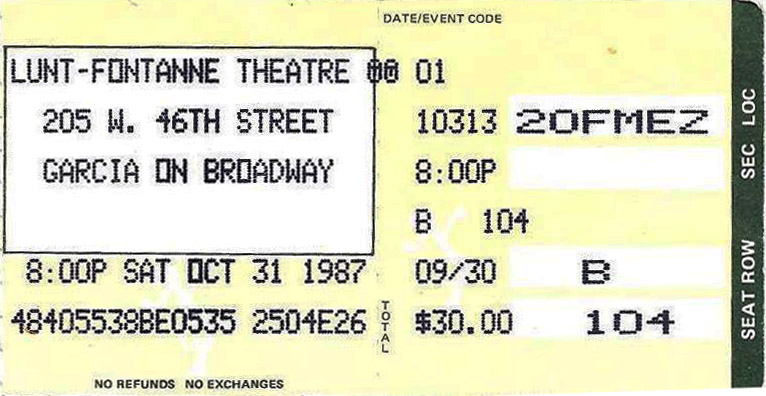 DATE/EVENT CODE
LUNT-FONTANNE THEATRE 00 01
205 W. 46TH STREET 10313 2OFMEZ
GARCIA ON BROADWAY 8:00P
B 104
8:00P SAT OCT 31 1987 09/30 B
48405538BE0535 2504E26 TOTAL $30.00 104
NO REFUNDS NO EXCHANGES
SEAT ROW SEC LOC